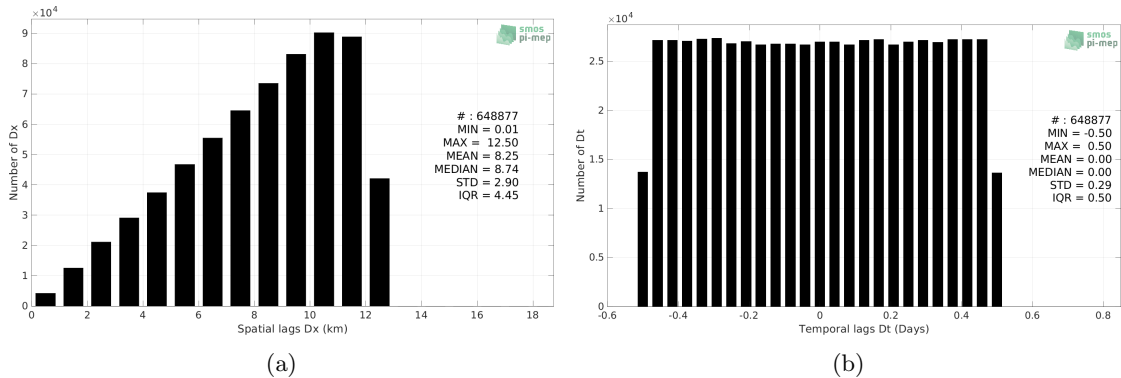 ×10⁴
9
8
7
6
5
4
3
2
1
0
Number of Dx
0 2 4 6 8 10 12 14 16 18
Spatial lags Dx (km)
smos
pi-mep
# : 648877
MIN = 0.01
MAX = 12.50
MEAN = 8.25
MEDIAN = 8.74
STD = 2.90
IQR = 4.45
(a)
×10⁴
2.5
2
1.5
1
0.5
0
Number of Dt
-0.6 -0.4 -0.2 0 0.2 0.4 0.6 0.8
Temporal lags Dt (Days)
smos
pi-mep
# : 648877
MIN = -0.50
MAX = 0.50
MEAN = 0.00
MEDIAN = 0.00
STD = 0.29
IQR = 0.50
(b)